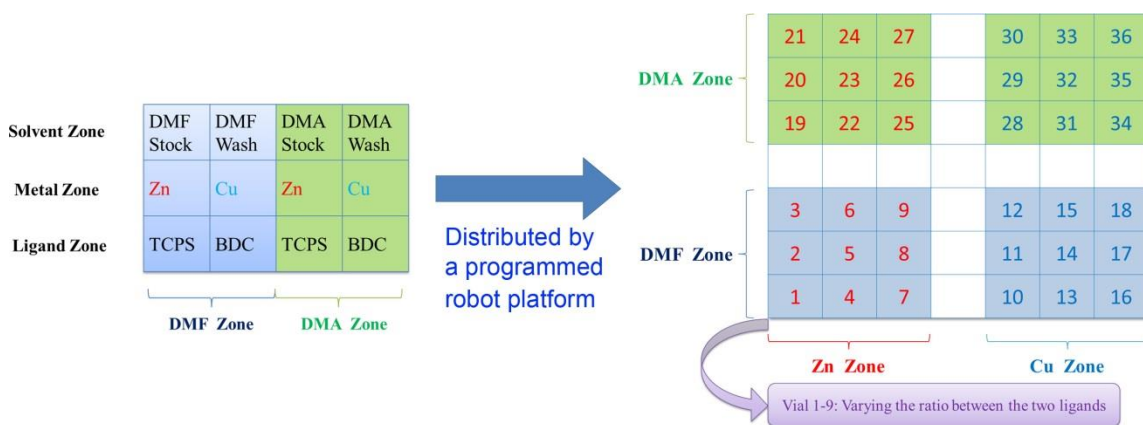 Solvent Zone
DMF Stock
DMF Wash
DMA Stock
DMA Wash
Metal Zone
Zn
Cu
Zn
Cu
Ligand Zone
TCPS
BDC
TCPS
BDC
DMF Zone
DMA Zone
Distributed by
a programmed
robot platform
DMA Zone
21 24 27 30 33 36
20 23 26 29 32 35
19 22 25 28 31 34
DMF Zone
3 6 9 12 15 18
2 5 8 11 14 17
1 4 7 10 13 16
Zn Zone
Cu Zone
Vial 1-9: Varying the ratio between the two ligands